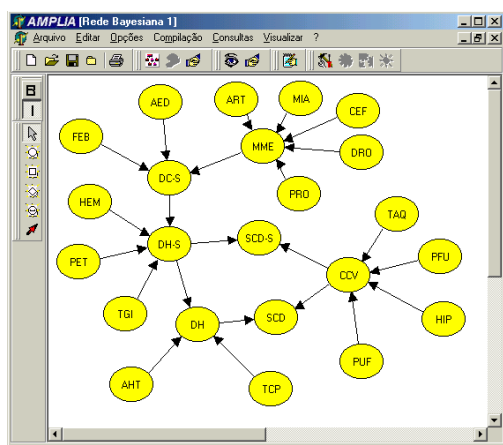 AMPLIA [Rede Bayesiana 1]
Arquivo Editar Opções Compilação Consultas Visualizar ?
B
I
AED
ART
MIA
CEF
FEB
MME
DRO
DC-S
PRO
HEM
TAQ
DH-S
SCD-S
PET
CCV
PFU
TGI
DH
SCD
HIP
AHT
TCP
PUF